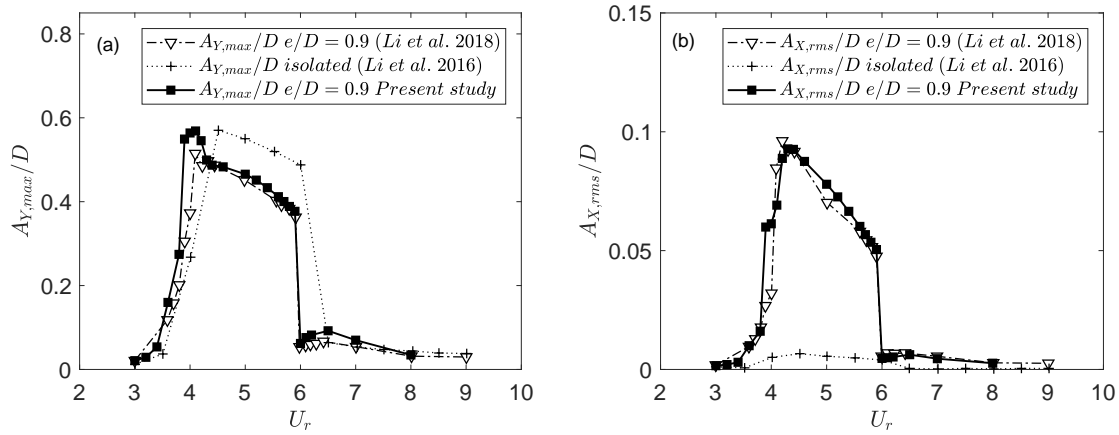 (a)
A_{Y,max}/D e/D = 0.9 (Li et al. 2018)
A_{Y,max}/D isolated (Li et al. 2016)
A_{Y,max}/D e/D = 0.9 Present study
0.8
0.6
0.4
0.2
0
A_{Y,max}/D
2 3 4 5 6 7 8 9 10
U_r
(b)
A_{X,rms}/D e/D = 0.9 (Li et al. 2018)
A_{X,rms}/D isolated (Li et al. 2016)
A_{X,rms}/D e/D = 0.9 Present study
0.15
0.1
0.05
0
A_{X,rms}/D
2 3 4 5 6 7 8 9 10
U_r